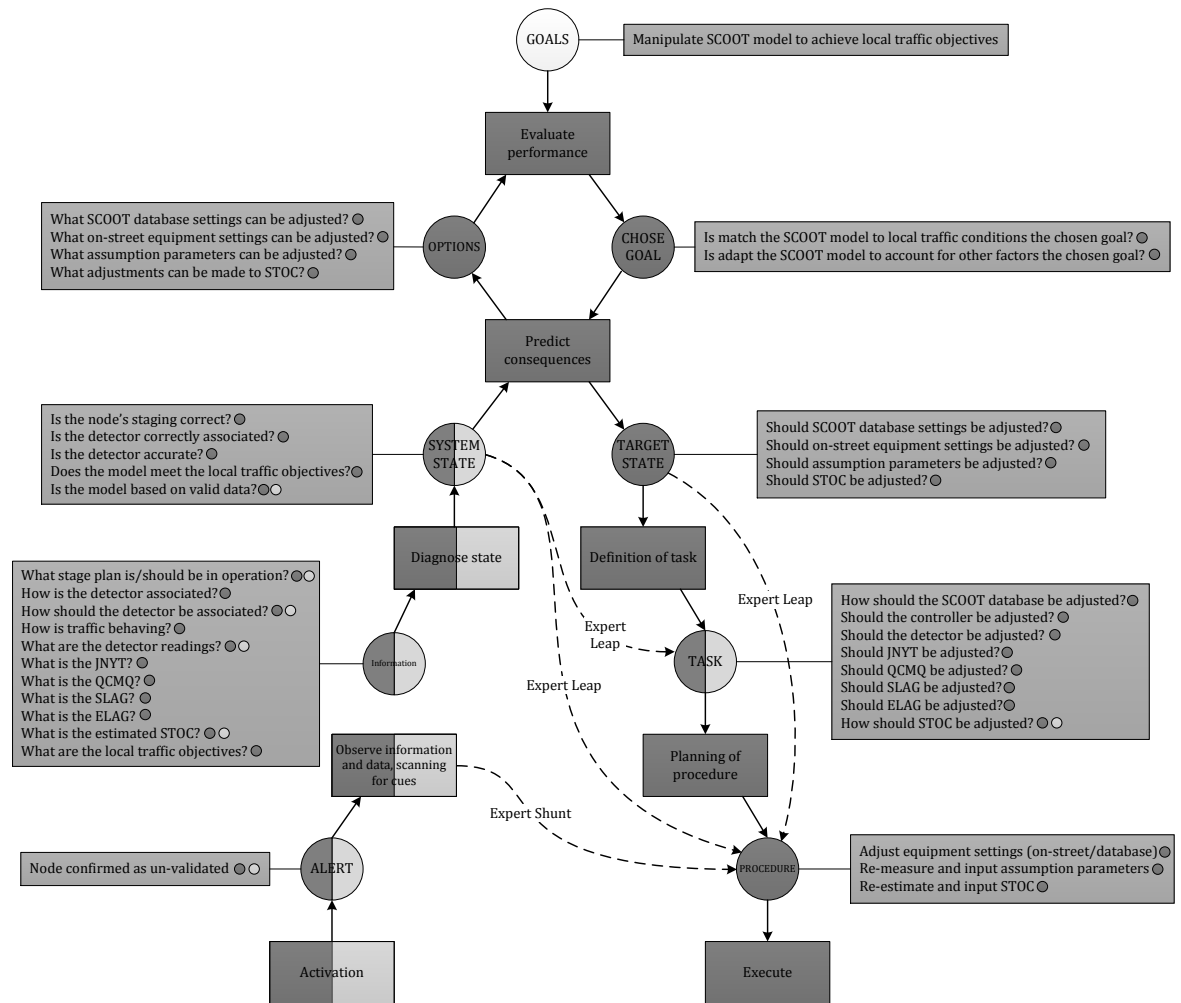 GOALS
Manipulate SCOOT model to achieve local traffic objectives
Evaluate
performance
What SCOOT database settings can be adjusted?
What on-street equipment settings can be adjusted?
What assumption parameters can be adjusted?
What adjustments can be made to STOC?
OPTIONS
CHOSE
GOAL
Is match the SCOOT model to local traffic conditions the chosen goal?
Is adapt the SCOOT model to account for other factors the chosen goal?
Predict
consequences
Is the node's staging correct?
Is the detector correctly associated?
Is the detector accurate?
Does the model meet the local traffic objectives?
Is the model based on valid data?
SYSTEM
STATE
TARGET
STATE
Should SCOOT database settings be adjusted?
Should on-street equipment settings be adjusted?
Should assumption parameters be adjusted?
Should STOC be adjusted?
Diagnose state
Definition of task
What stage plan is/should be in operation?
How is the detector associated?
How should the detector be associated?
How is traffic behaving?
What are the detector readings?
What is the JNYT?
What is the QCMQ?
What is the SLAG?
What is the ELAG?
What is the estimated STOC?
What are the local traffic objectives?
Information
Expert
Leap
Expert Leap
Expert Leap
TASK
How should the SCOOT database be adjusted?
Should the controller be adjusted?
Should the detector be adjusted?
Should JNYT be adjusted?
Should QCMQ be adjusted?
Should SLAG be adjusted?
Should ELAG be adjusted?
How should STOC be adjusted?
Observe information
and data, scanning
for cues
Planning of
procedure
Expert Shunt
Node confirmed as un-validated
ALERT
PROCEDURE
Adjust equipment settings (on-street/database)
Re-measure and input assumption parameters
Re-estimate and input STOC
Activation
Execute